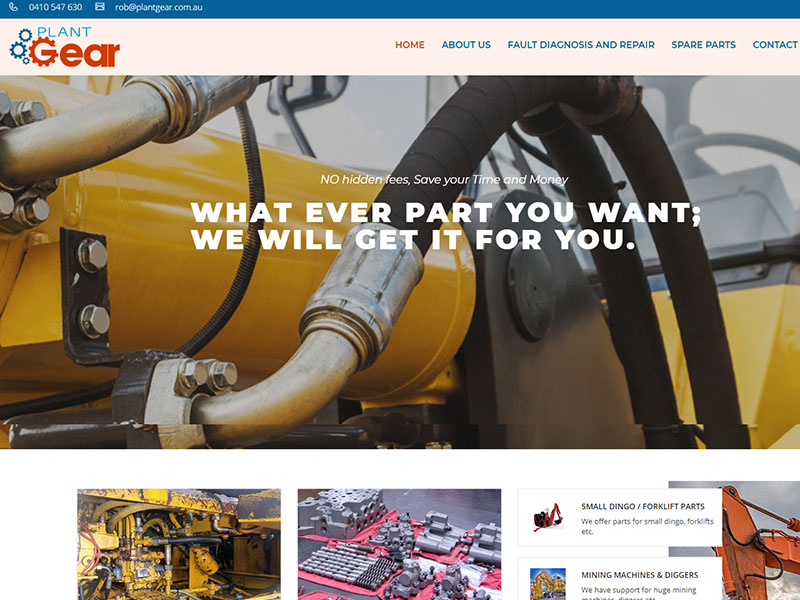 0410 547 630 rob@plantgear.com.au
PLANT
Gear
HOME ABOUT US FAULT DIAGNOSIS AND REPAIR SPARE PARTS CONTACT
NO hidden fees, Save your Time and Money
WHAT EVER PART YOU WANT;
WE WILL GET IT FOR YOU.
SMALL DINGO / FORKLIFT PARTS
We offer parts for small dingo, forklifts
etc.
MINING MACHINES & DIGGERS
We have support for huge mining
machines, diggers etc.